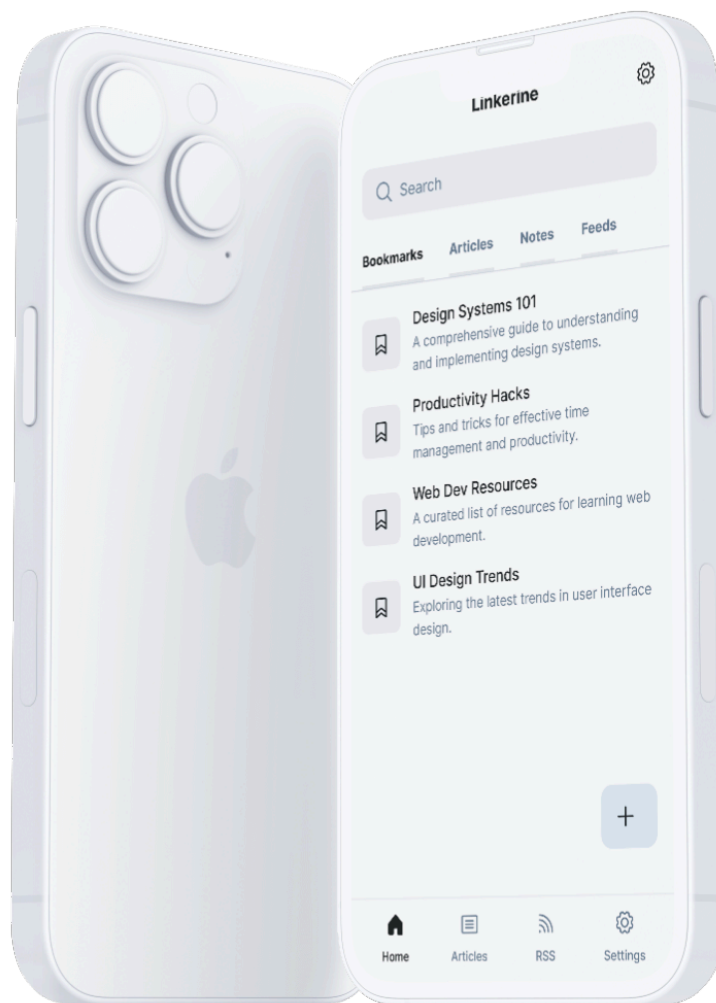 Linkerine
Search
Bookmarks Articles Notes Feeds
Design Systems 101
A comprehensive guide to understanding
and implementing design systems.
Productivity Hacks
Tips and tricks for effective time
management and productivity.
Web Dev Resources
A curated list of resources for learning web
development.
UI Design Trends
Exploring the latest trends in user interface
design.
Home Articles RSS Settings